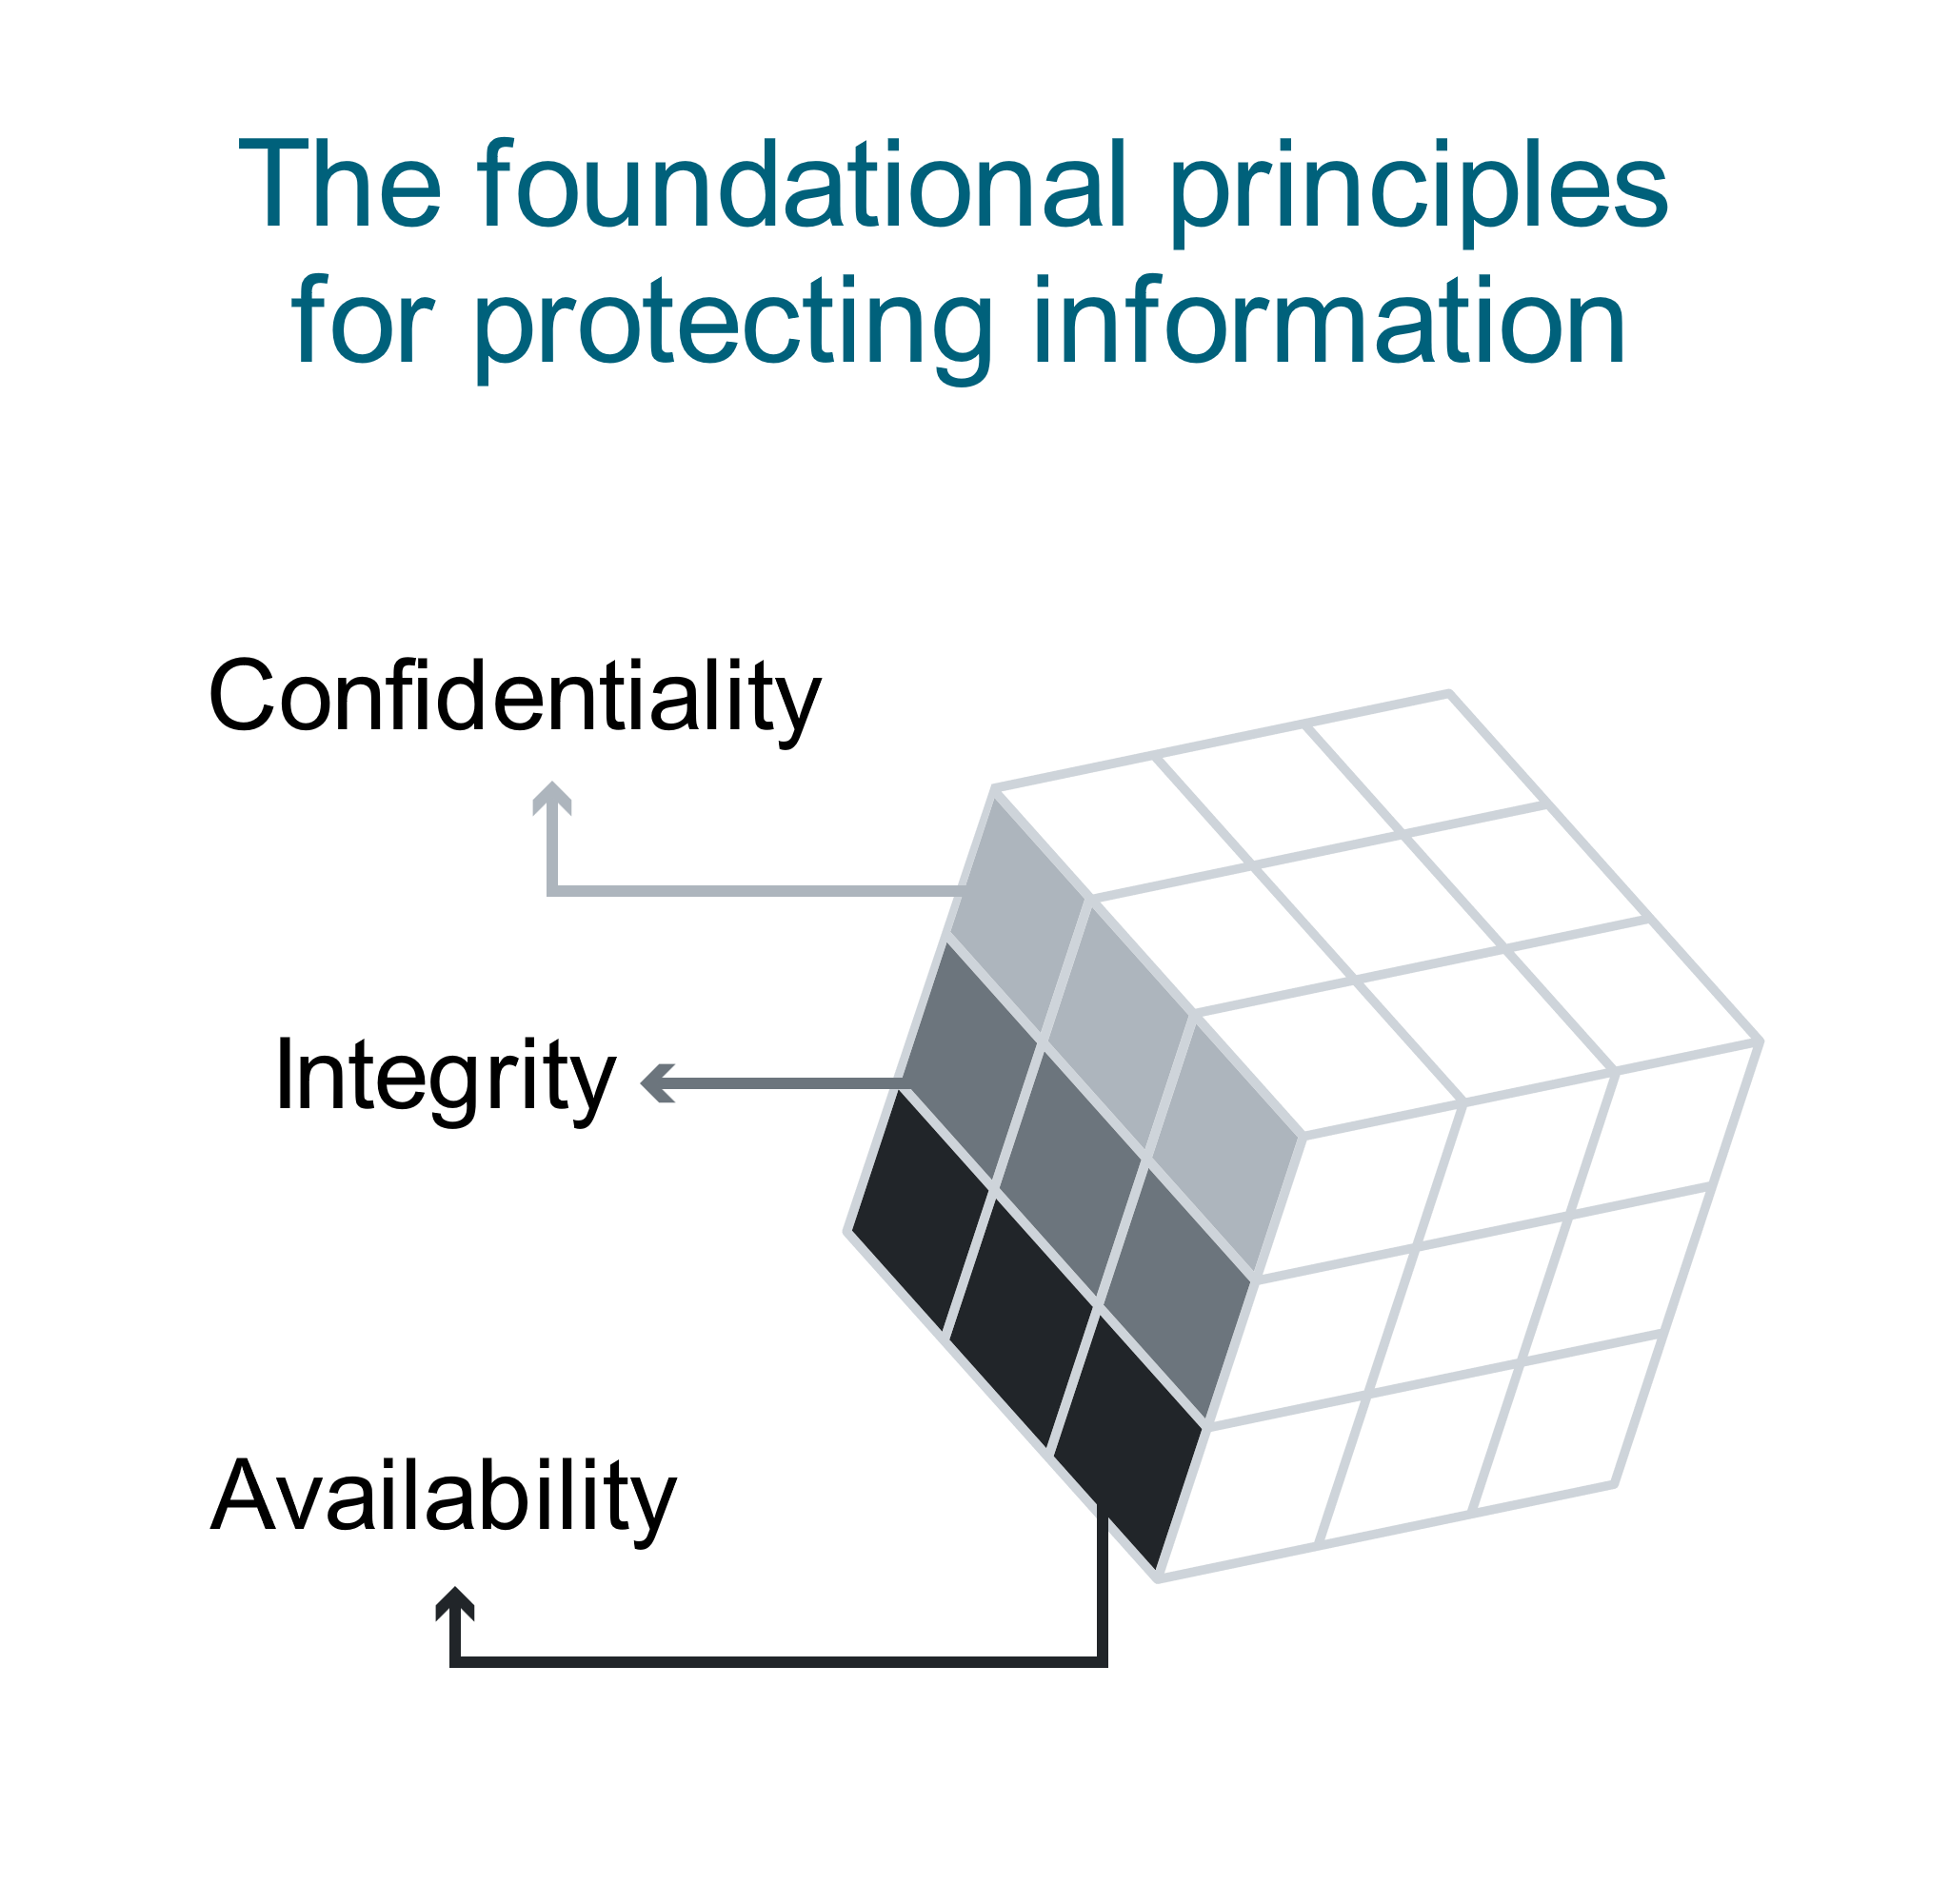 The foundational principles
for protecting information
Confidentiality
Integrity
Availability